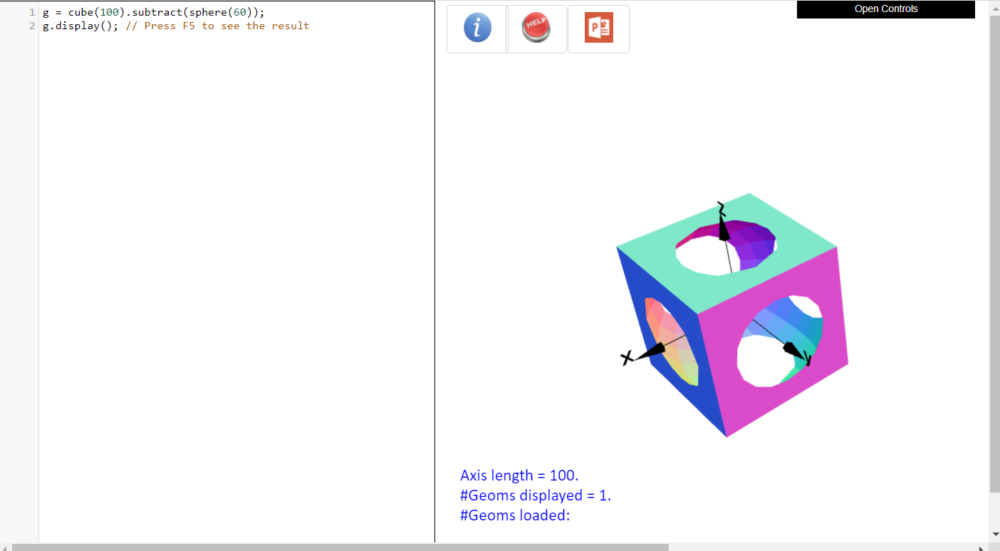 1 g = cube(100).subtract(sphere(60));
2 g.display(); // Press F5 to see the result
i
HELP
P
Open Controls
Z
X
y
Axis length = 100.
#Geoms displayed = 1.
#Geoms loaded: